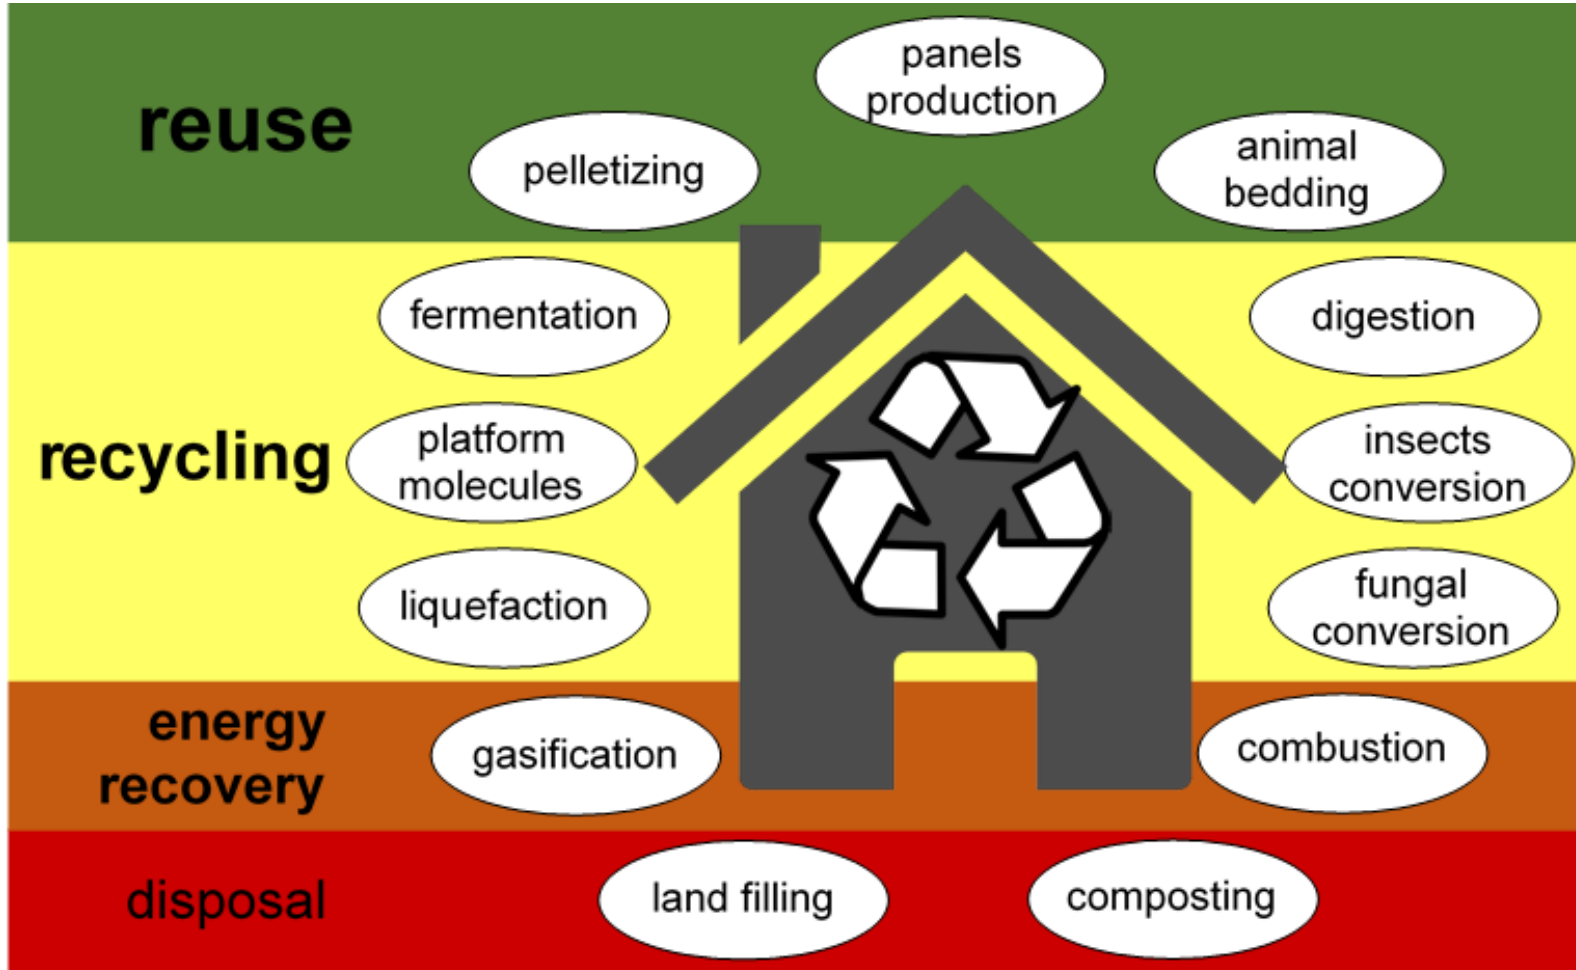 reuse
panels
production
pelletizing
animal
bedding
recycling
fermentation
digestion
platform
molecules
insects
conversion
liquefaction
fungal
conversion
energy
recovery
gasification
combustion
disposal
land filling
composting